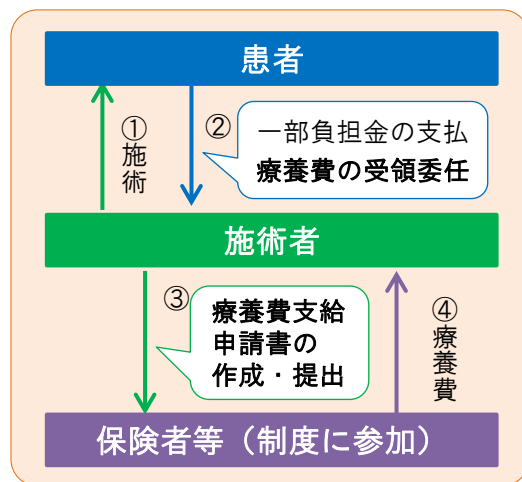 患者
①施術
②
一部負担金の支払
療養費の受領委任
施術者
③
療養費支給
申請書の
作成・提出
④療養費
保険者等（制度に参加）